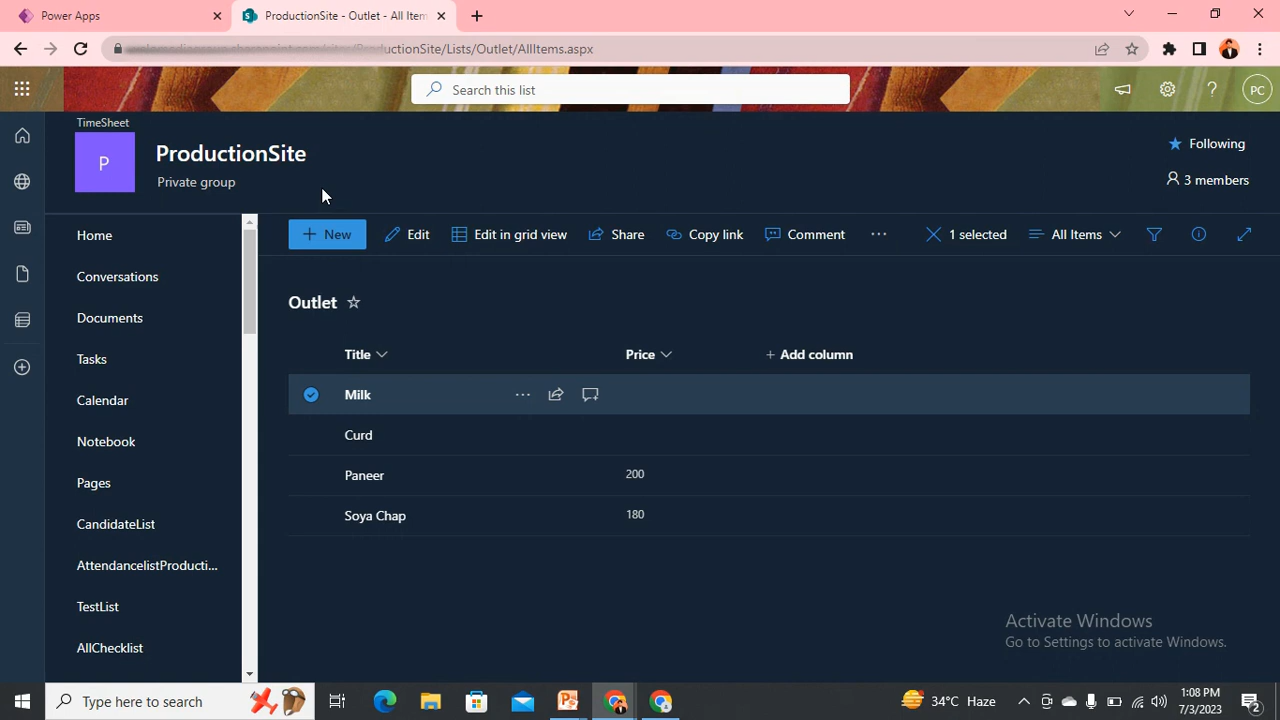 Power Apps
ProductionSite - Outlet - All Item
ProductionSite/Lists/Outlet/AllItems.aspx
Search this list
PC
TimeSheet
P
ProductionSite
Private group
Following
3 members
Home
Conversations
Documents
Tasks
Calendar
Notebook
Pages
CandidateList
AttendancelistProducti...
TestList
AllChecklist
New
Edit
Edit in grid view
Share
Copy link
Comment
1 selected
All Items
Outlet
Title Price Add column
Milk
Curd
Paneer 200
Soya Chap 180
Activate Windows
Go to Settings to activate Windows.
Type here to search
34°C Haze
1:08 PM
7/3/2023
2